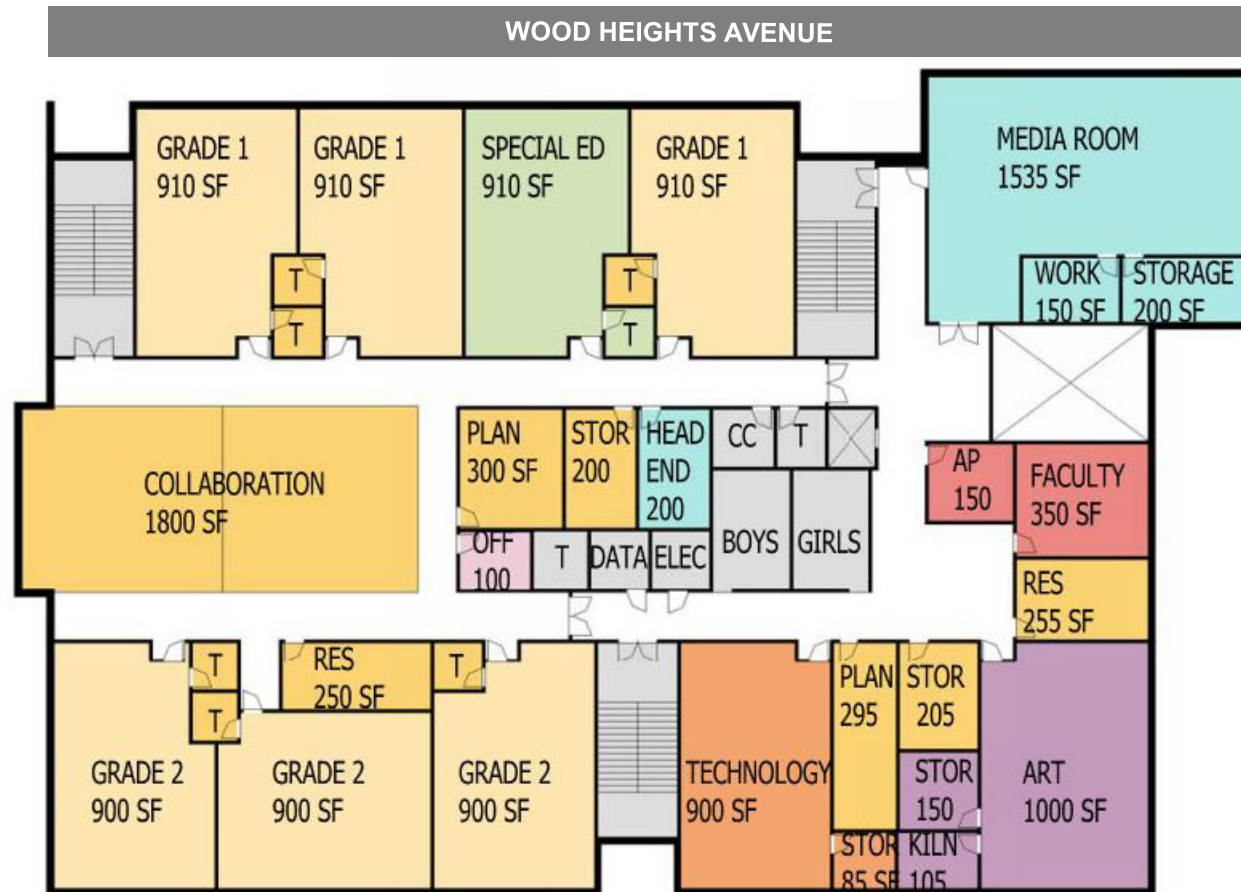 WOOD HEIGHTS AVENUE
GRADE 1
910 SF
GRADE 1
910 SF
SPECIAL ED
910 SF
GRADE 1
910 SF
MEDIA ROOM
1535 SF
T
T
T
T
WORK
150 SF
STORAGE
200 SF
COLLABORATION
1800 SF
PLAN
300 SF
STOR
200
HEAD
END
200
CC
T
BOYS
GIRLS
OFF
100
T
DATA
ELEC
AP
150
FACULTY
350 SF
RES
255 SF
T
T
RES
250 SF
T
GRADE 2
900 SF
GRADE 2
900 SF
GRADE 2
900 SF
TECHNOLOGY
900 SF
PLAN
295
STOR
205
STOR
150
ART
1000 SF
STOR
85 SF
KILN
105